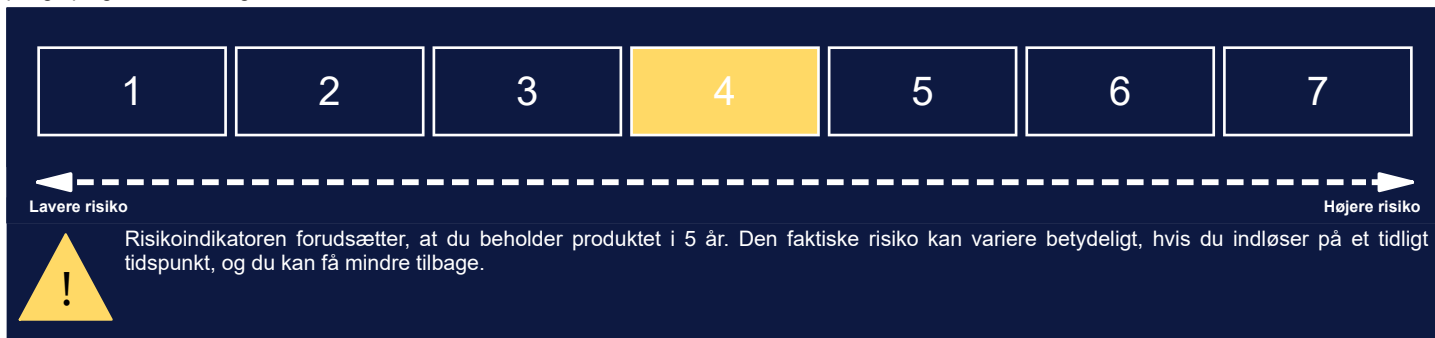 1 2 3 4 5 6 7
Lavere risiko Højere risiko
Risikoindikatoren forudsætter, at du beholder produktet i 5 år. Den faktiske risiko kan variere betydeligt, hvis du indløser på et tidligt
tidspunkt, og du kan få mindre tilbage.
!